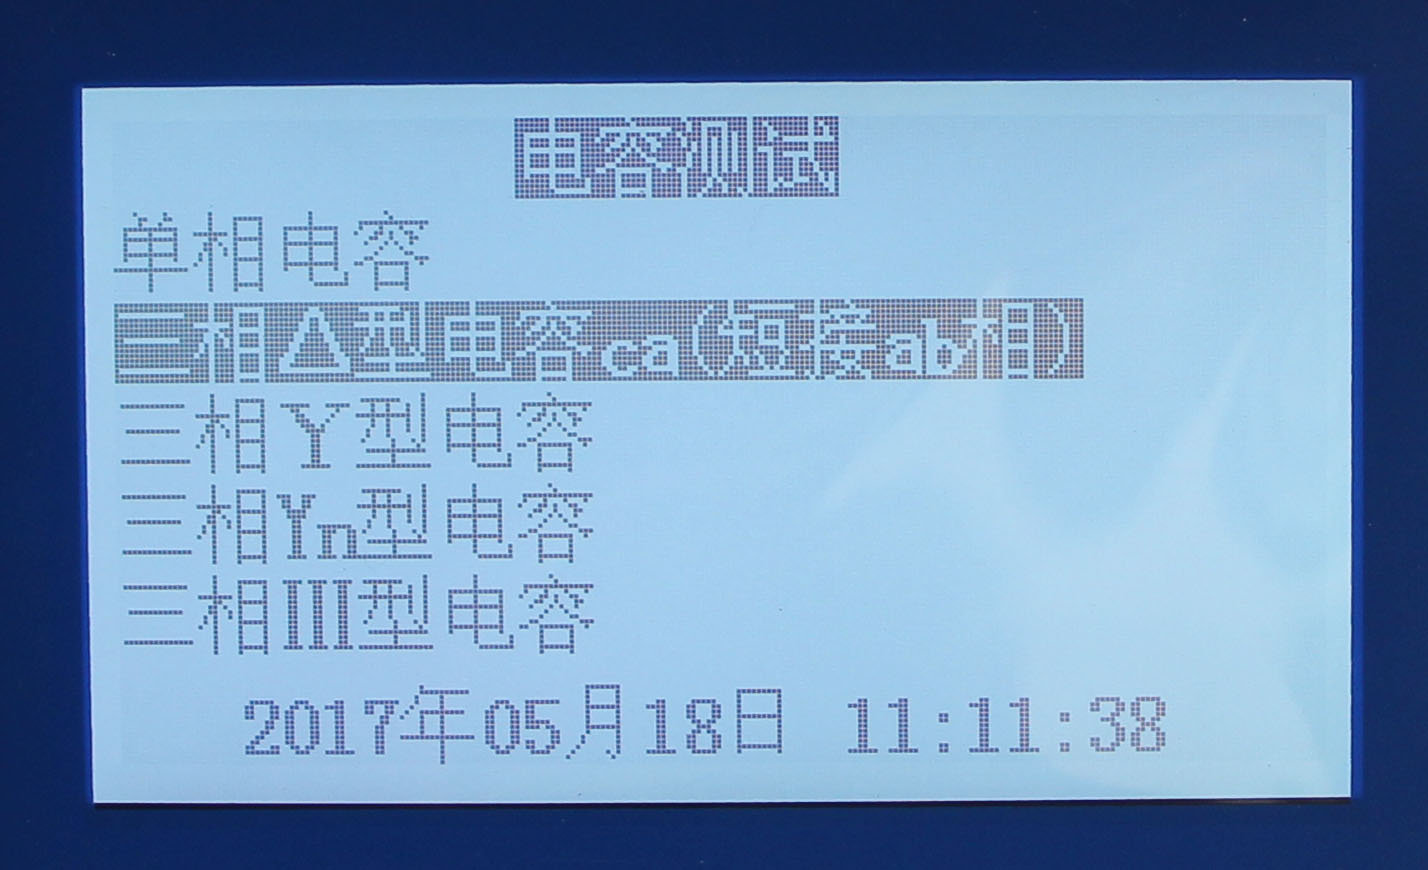 电容测试
单相电容
三相△型电容ca(短接ab相)
三相Y型电容
三相Yn型电容
三相III型电容
2017年05月18日 11:11:38